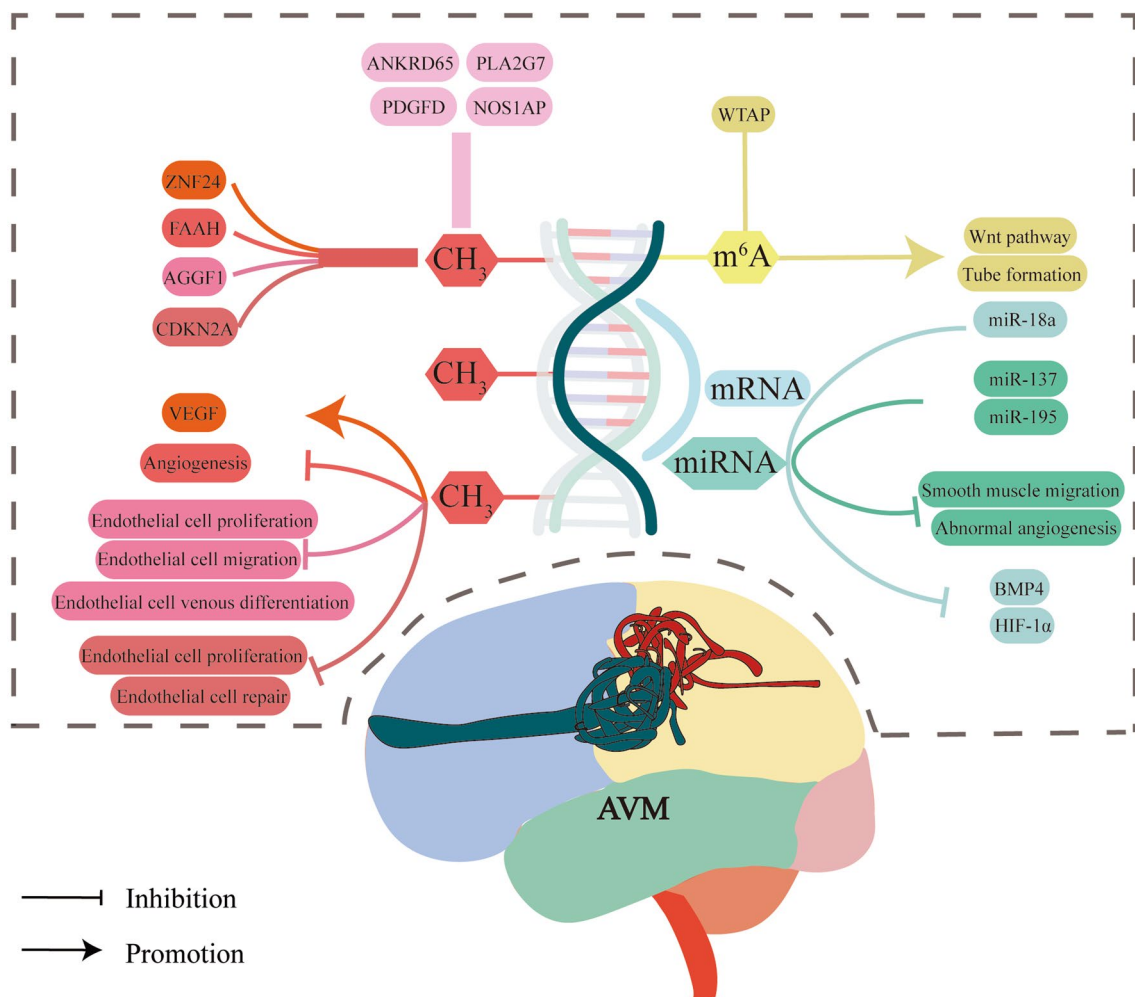 ANKRD65
PLA2G7
PDGFD
NOS1AP
WTAP
ZNF24
FAAH
AGGF1
CDKN2A
CH₃
m⁶A
Wnt pathway
Tube formation
miR-18a
CH₃
mRNA
miR-137
miR-195
VEGF
Angiogenesis
miRNA
CH₃
Smooth muscle migration
Abnormal angiogenesis
Endothelial cell proliferation
Endothelial cell migration
Endothelial cell venous differentiation
BMP4
HIF-1α
Endothelial cell proliferation
Endothelial cell repair
AVM
Inhibition
Promotion